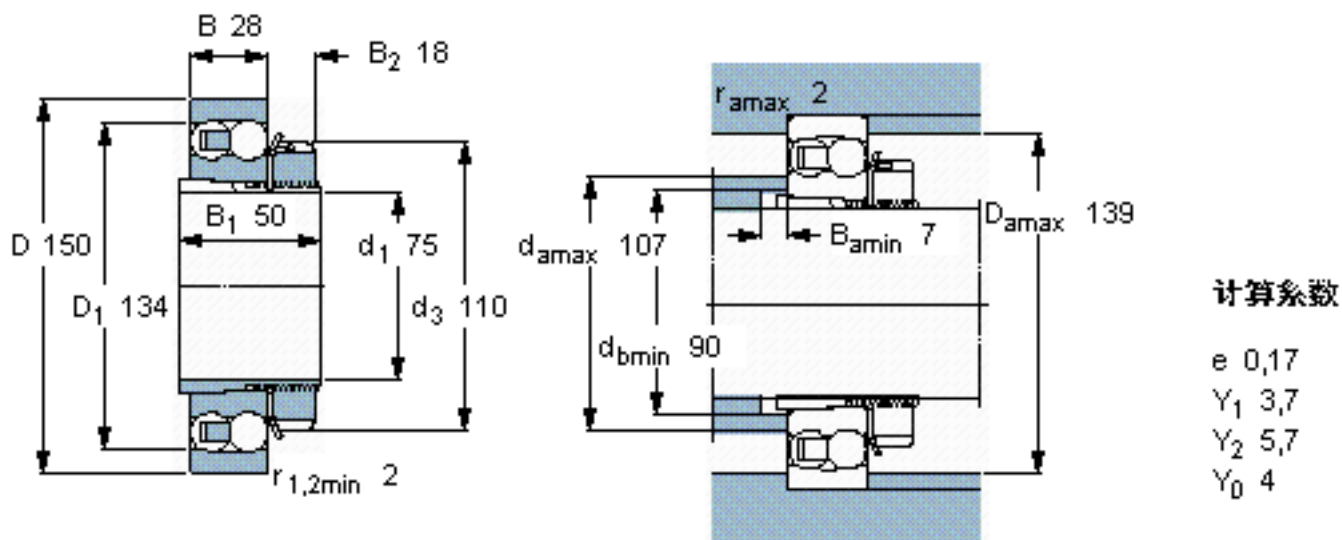 B 28
B2 18
D 150
D1 134
B1 50
d1 75
d3 110
r1,2min 2
ramax 2
damax 107
Bamin 7
Damax 139
dbmin 90
计算系数
e 0,17
Y1 3,7
Y2 5,7
Y0 4